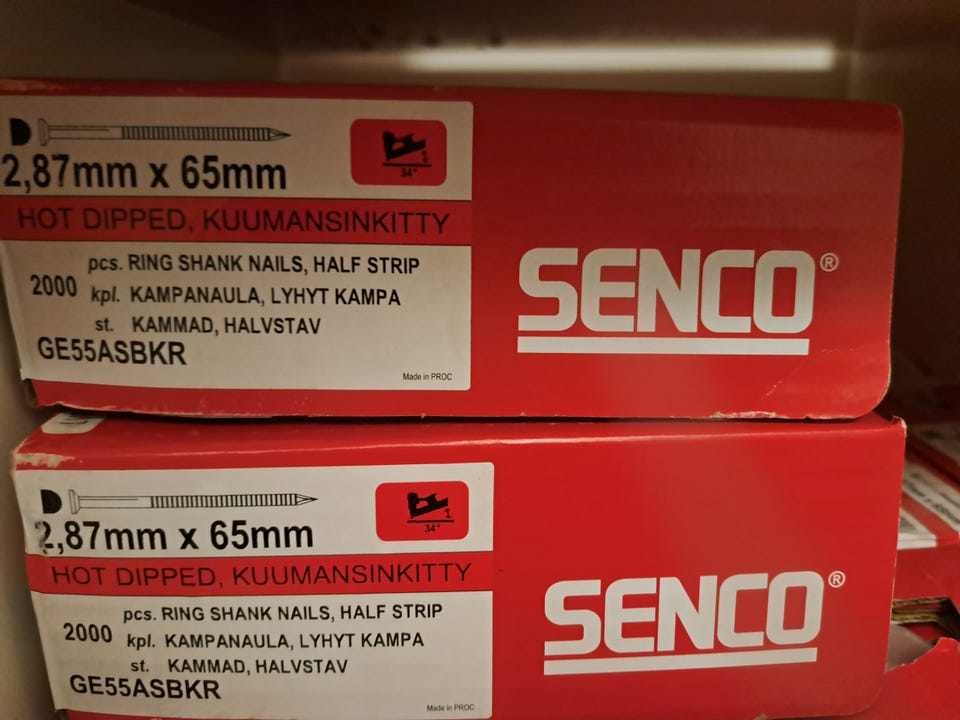 2,87mm x 65mm
34°
HOT DIPPED, KUUMANSINKITTY
2000
pcs. RING SHANK NAILS, HALF STRIP
kpl. KAMPANAULA, LYHYT KAMPA
st. KAMMAD, HALVSTAV
GE55ASBKR
Made in PROC
SENCO®
2,87mm x 65mm
34°
HOT DIPPED, KUUMANSINKITTY
2000
pcs. RING SHANK NAILS, HALF STRIP
kpl. KAMPANAULA, LYHYT KAMPA
st. KAMMAD, HALVSTAV
GE55ASBKR
Made in PROC
SENCO®